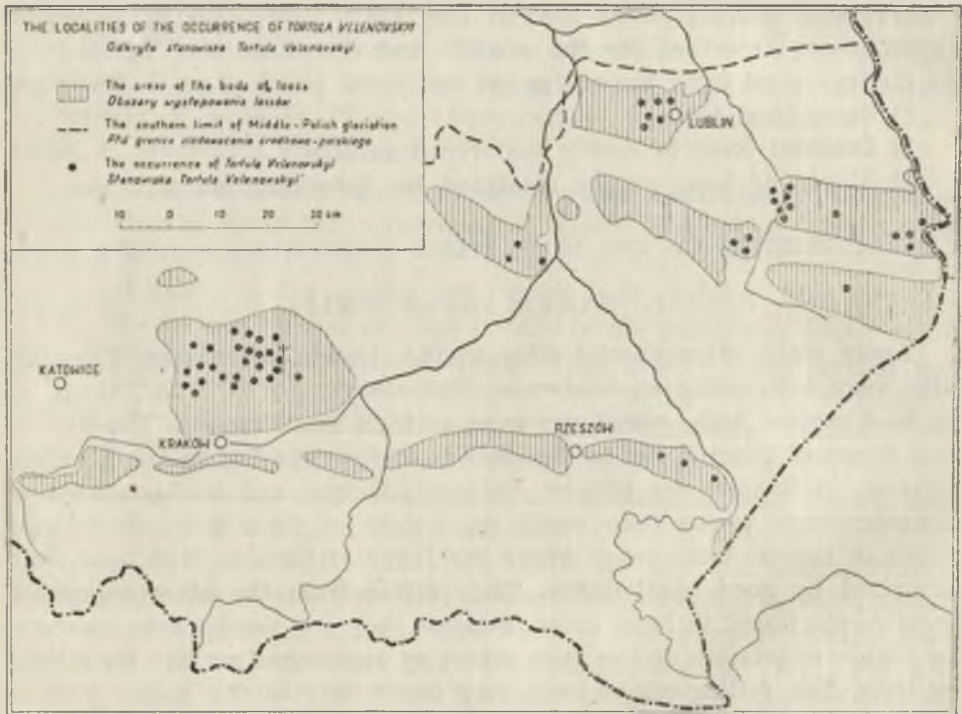 THE LOCALITIES OF THE OCCURRENCE OF TORTULA VELENOVSKYI
Odkryte stanowiska Tortula Velenovskyi
The areas of the body of loess
Obszary występowania lessów
The southern limit of Middle-Polish glaciation
Płd granica zlodowacenia środkowo-polskiego
The occurrence of Tortula Velenovskyi
Stanowiska Tortula Velenovskyi
10 0 10 20 30 km
LUBLIN
KATOWICE
KRAKÓW
RZESZÓW